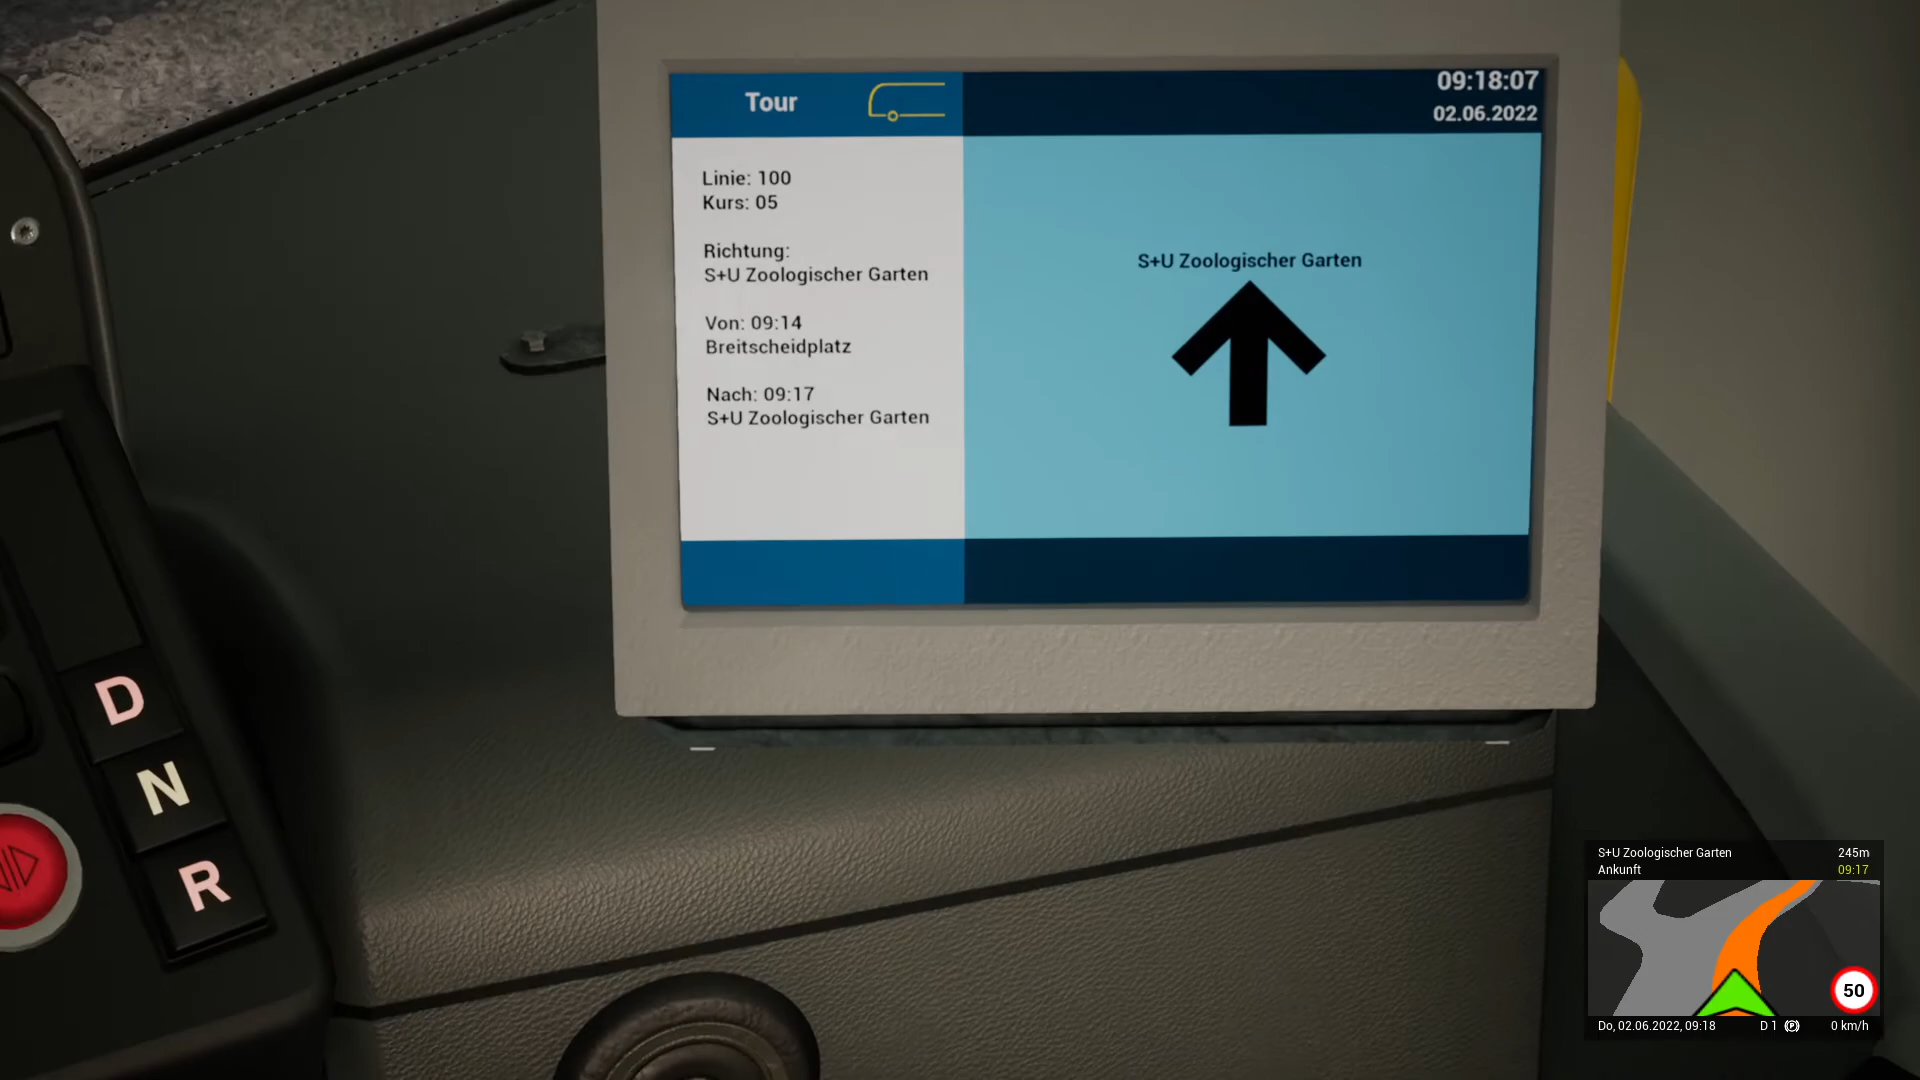 Tour
09:18:07
02.06.2022
Linie: 100
Kurs: 05
Richtung:
S+U Zoologischer Garten
Von: 09:14
Breitscheidplatz
Nach: 09:17
S+U Zoologischer Garten
S+U Zoologischer Garten
D
N
R
S+U Zoologischer Garten 245m
Ankunft 09:17
50
Do, 02.06.2022, 09:18 D 1 (P) 0 km/h